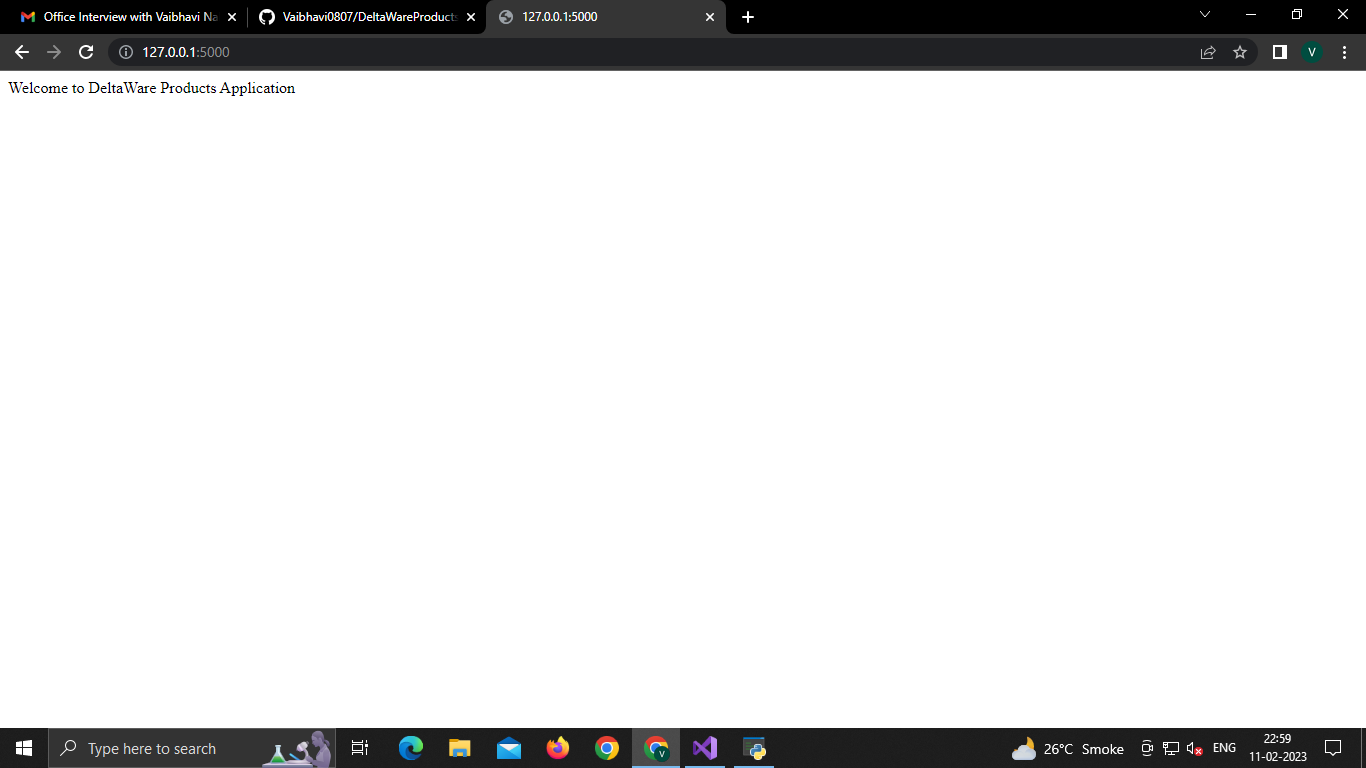 Office Interview with Vaibhavi Na
Vaibhavi0807/DeltaWareProducts
127.0.0.1:5000
127.0.0.1:5000
V
Welcome to DeltaWare Products Application
Type here to search
V
26°C Smoke
ENG
22:59
11-02-2023